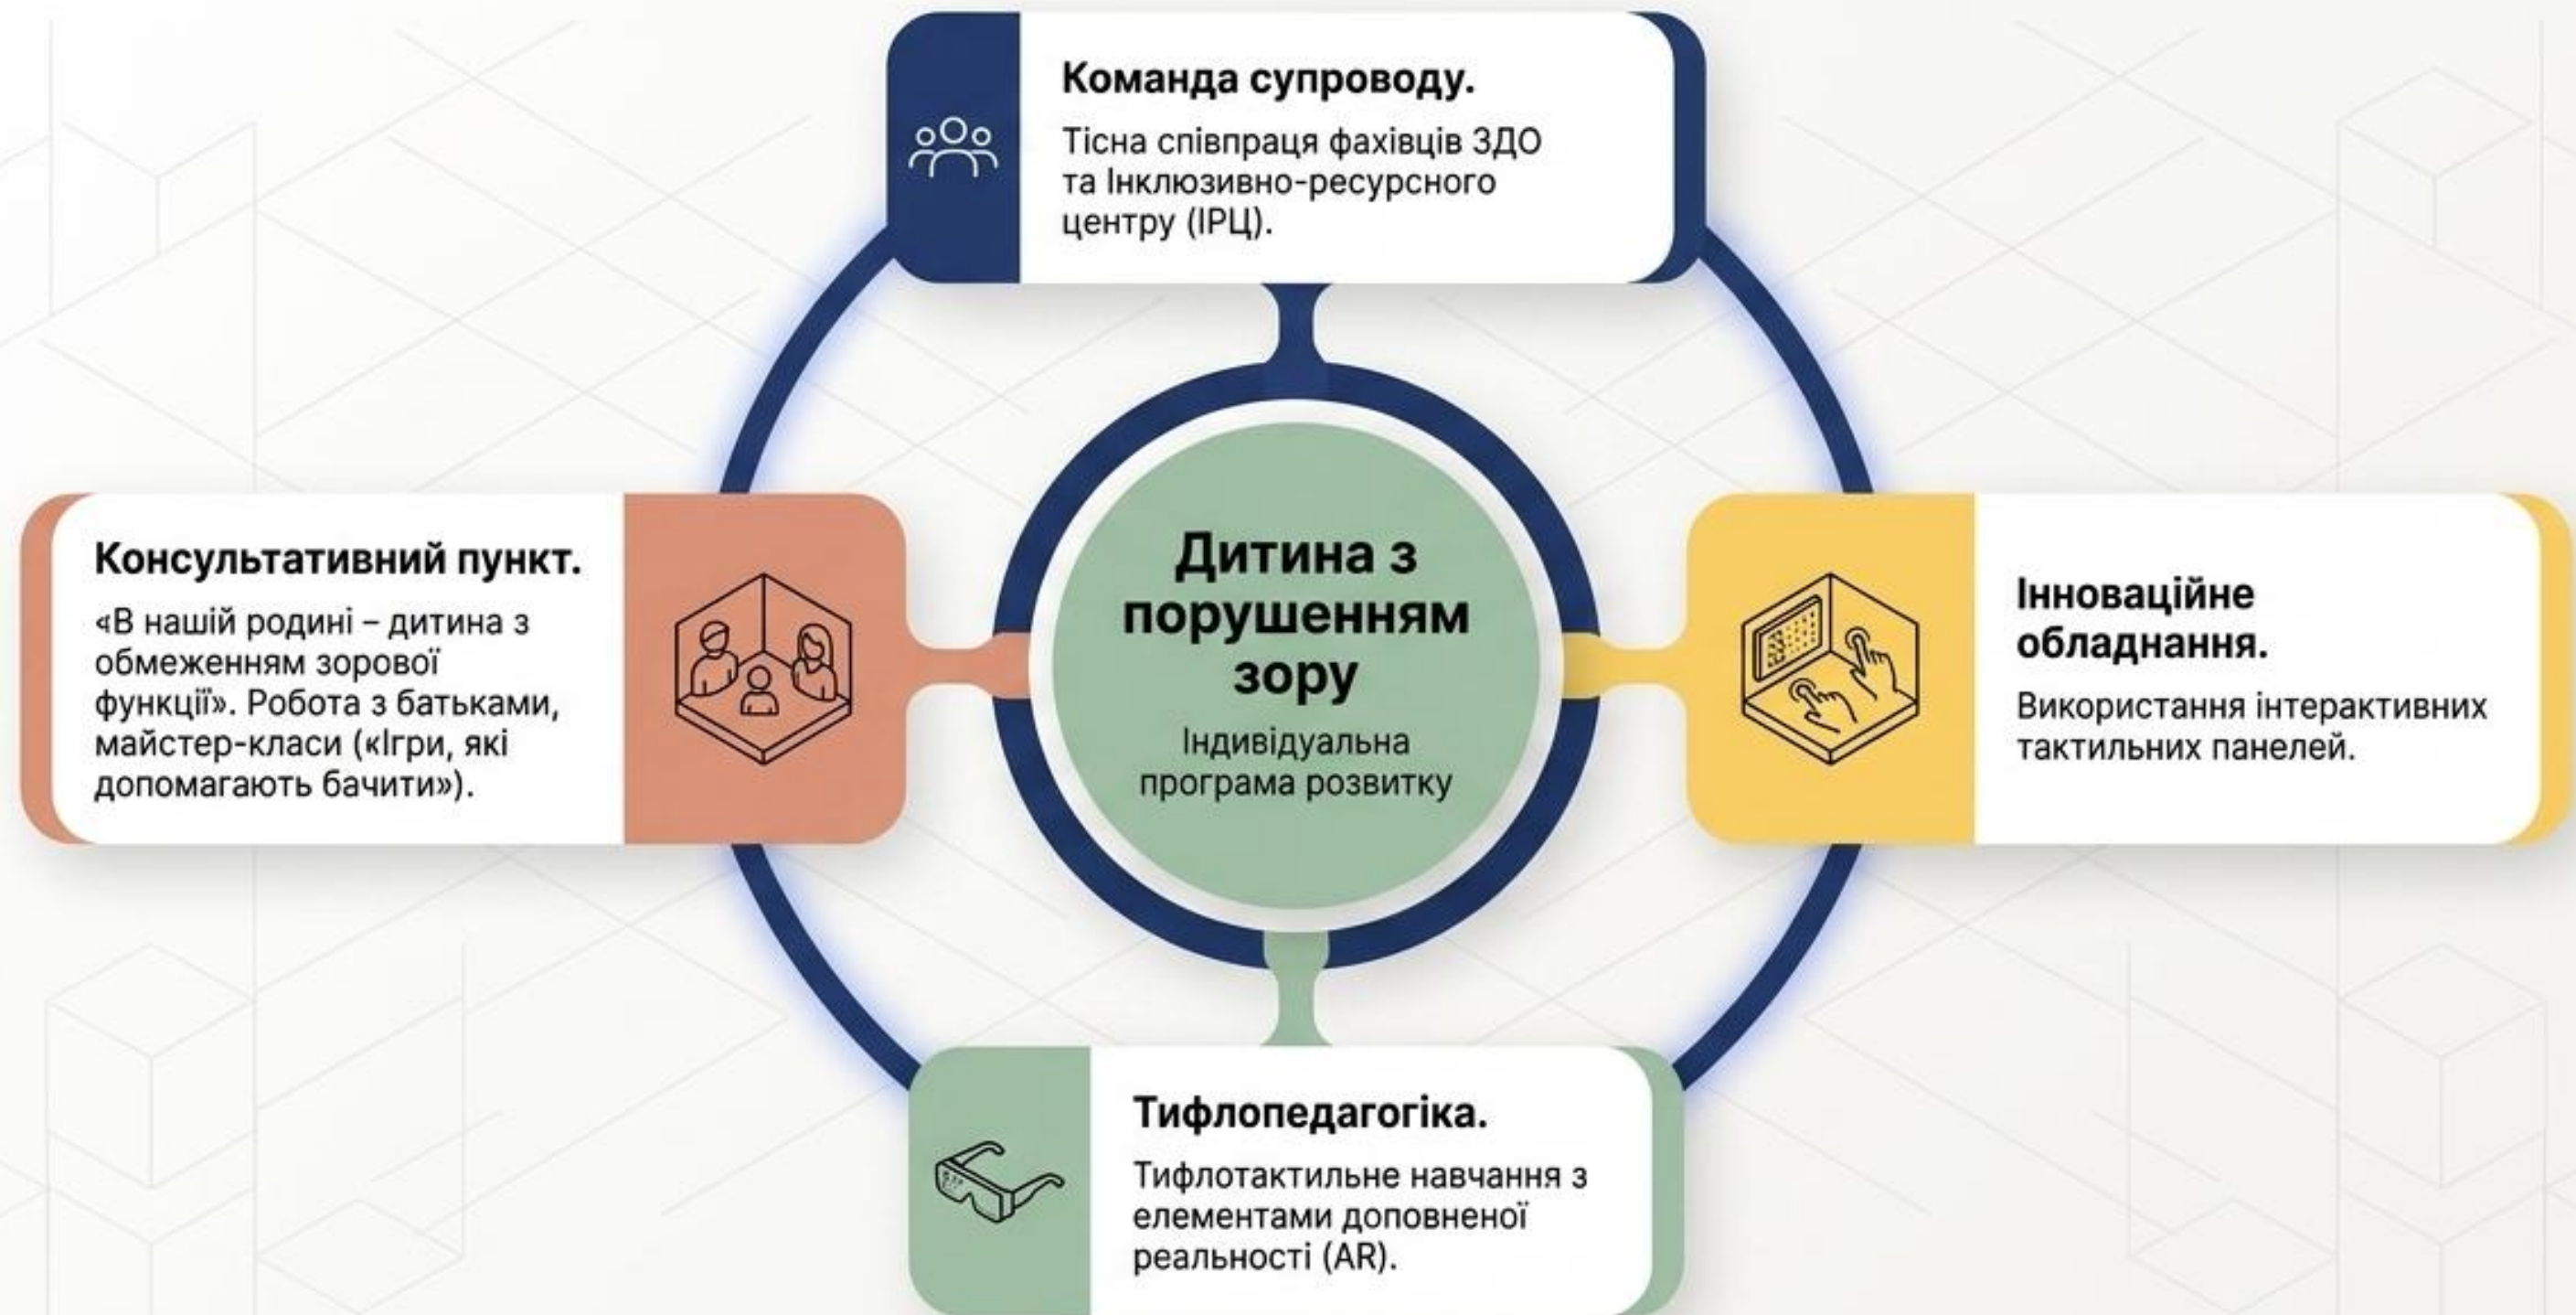 Команда супроводу.
Тісна співпраця фахівців ЗДО
та Інклюзивно-ресурсного
центру (ІРЦ).
Консультативний пункт.
«В нашій родині – дитина з
обмеженням зорової
функції». Робота з батьками,
майстер-класи («Ігри, які
допомагають бачити»).
Дитина з
порушенням
зору
Індивідуальна
програма розвитку
Інноваційне
обладнання.
Використання інтерактивних
тактильних панелей.
Тифлопедагогіка.
Тифлотактильне навчання з
елементами доповненої
реальності (AR).